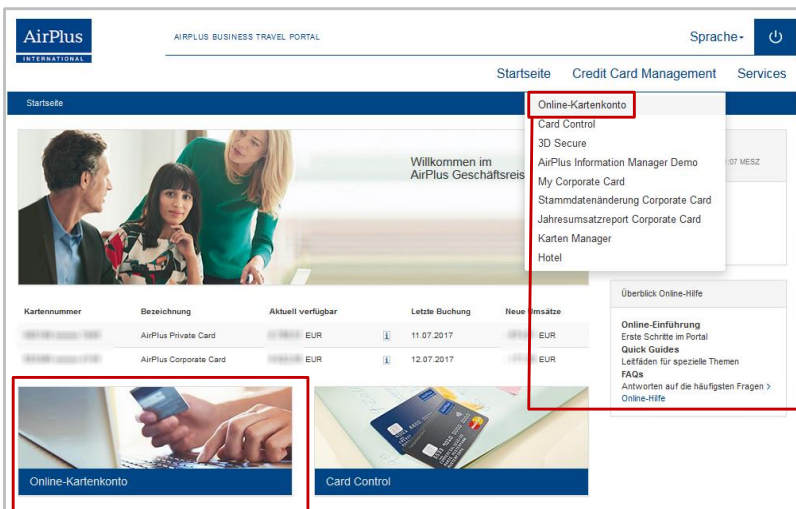 AirPlus
INTERNATIONAL
AIRPLUS BUSINESS TRAVEL PORTAL
Sprache
Startseite Credit Card Management Services
Startseite
Online-Kartenkonto
Card Control
3D Secure
AirPlus Information Manager Demo
My Corporate Card
Stammdatenänderung Corporate Card
Jahresumsatzreport Corporate Card
Karten Manager
Hotel
Willkommen im
AirPlus Geschäftsreis
:07 MESZ
Kartennummer Bezeichnung Aktuell verfügbar Letzte Buchung Neue Umsätze
AirPlus Private Card EUR i 11.07.2017 EUR
AirPlus Corporate Card EUR i 12.07.2017 EUR
Überblick Online-Hilfe
Online-Einführung
Erste Schritte im Portal
Quick Guides
Leitfäden für spezielle Themen
FAQs
Antworten auf die häufigsten Fragen >
Online-Hilfe
Online-Kartenkonto
Card Control